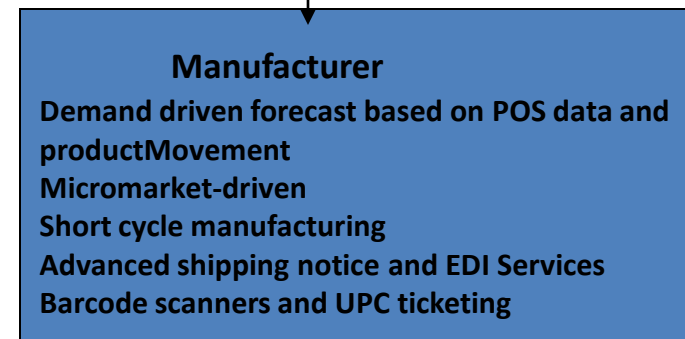 Manufacturer
Demand driven forecast based on POS data and
productMovement
Micromarket-driven
Short cycle manufacturing
Advanced shipping notice and EDI Services
Barcode scanners and UPC ticketing